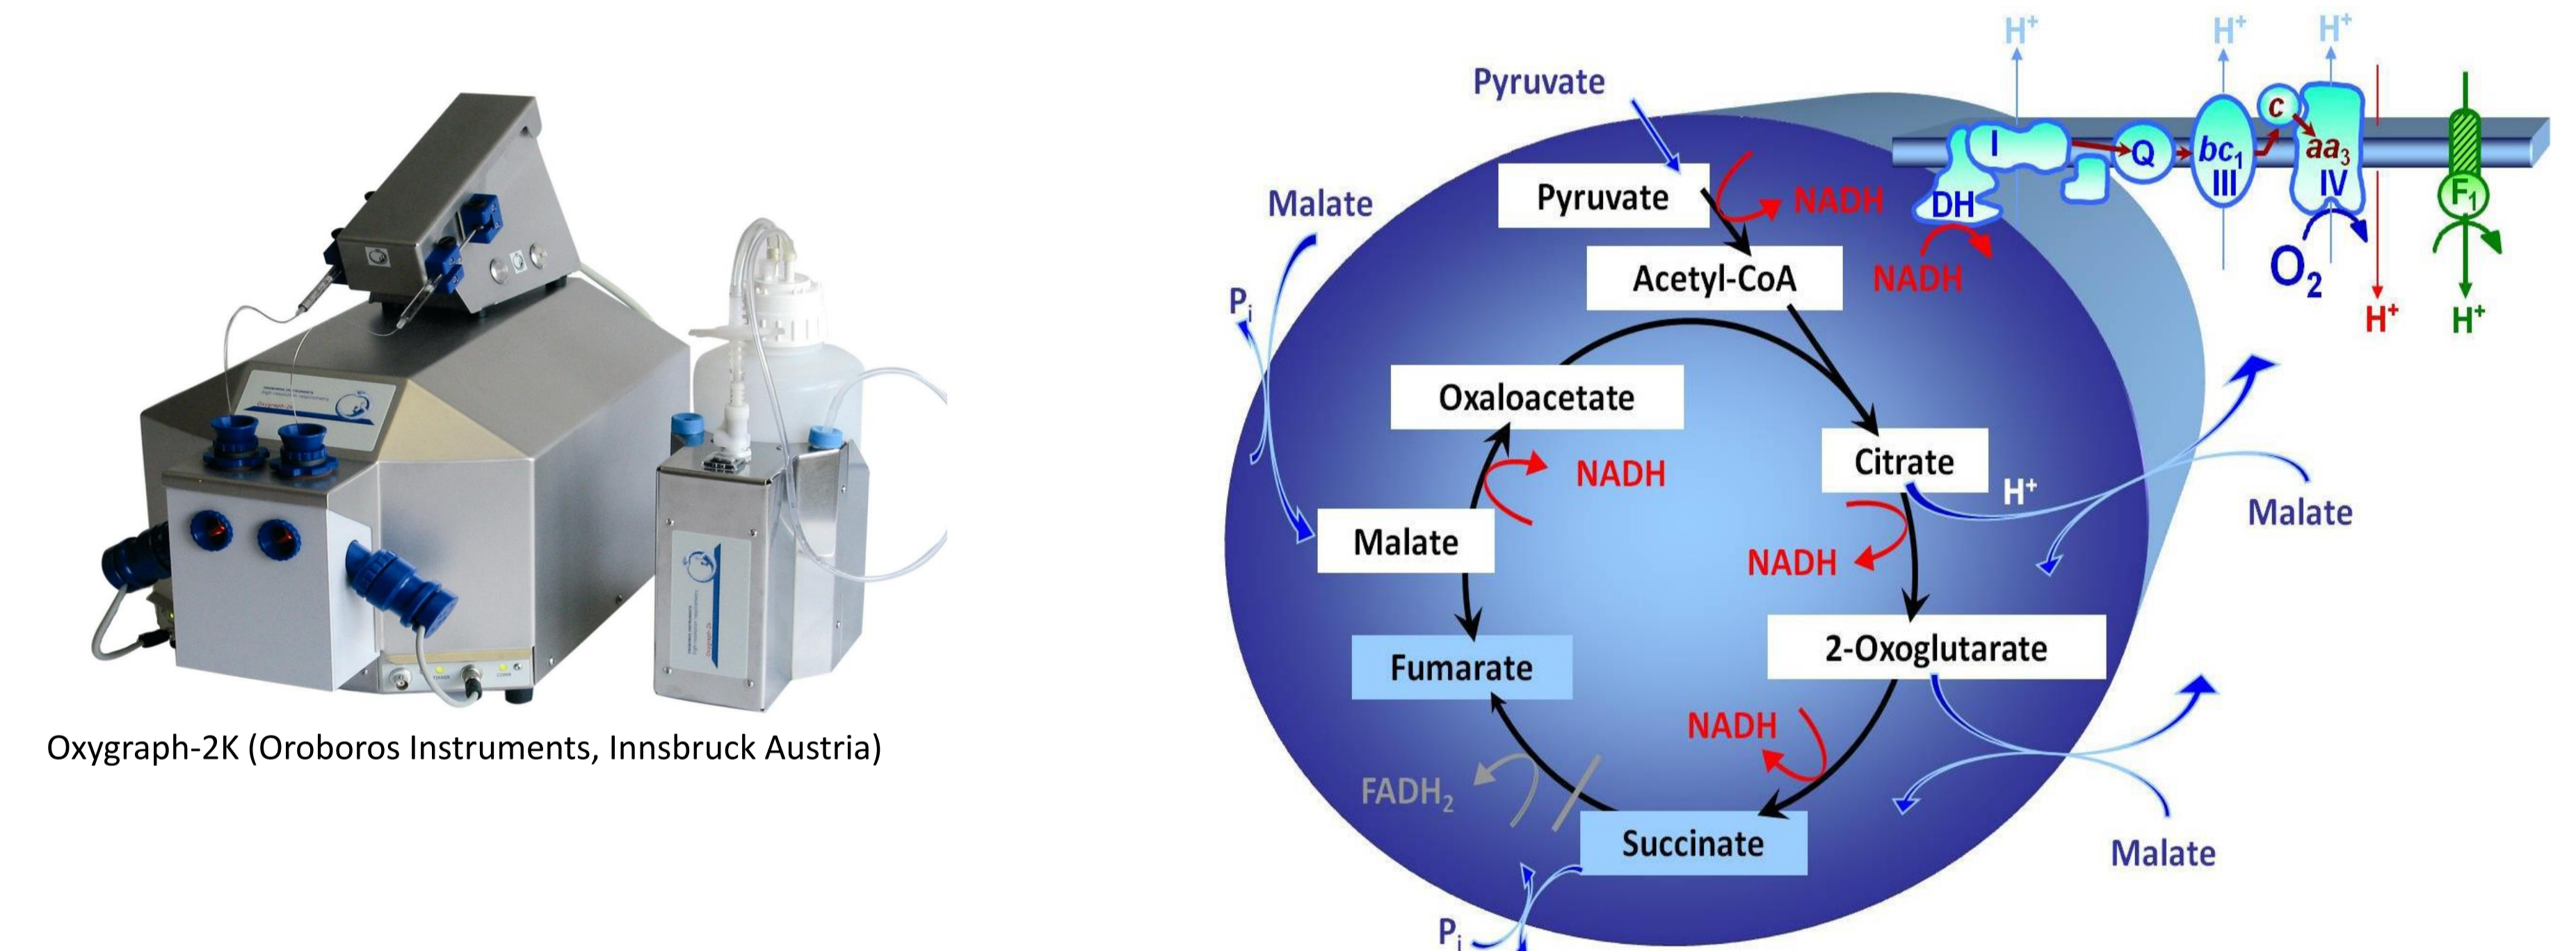 Oxygraph-2K (Oroboros Instruments, Innsbruck Austria)
H⁺
H⁺
H⁺
Pyruvate
c
I
Q
bc₁
III
aa₃
IV
F₁
DH
O₂
H⁺
H⁺
Malate
Pyruvate
NADH
NADH
Acetyl-CoA
Pᵢ
Oxaloacetate
Citrate
NADH
H⁺
Malate
Malate
NADH
2-Oxoglutarate
Fumarate
NADH
FADH₂
Succinate
Malate
Pᵢ